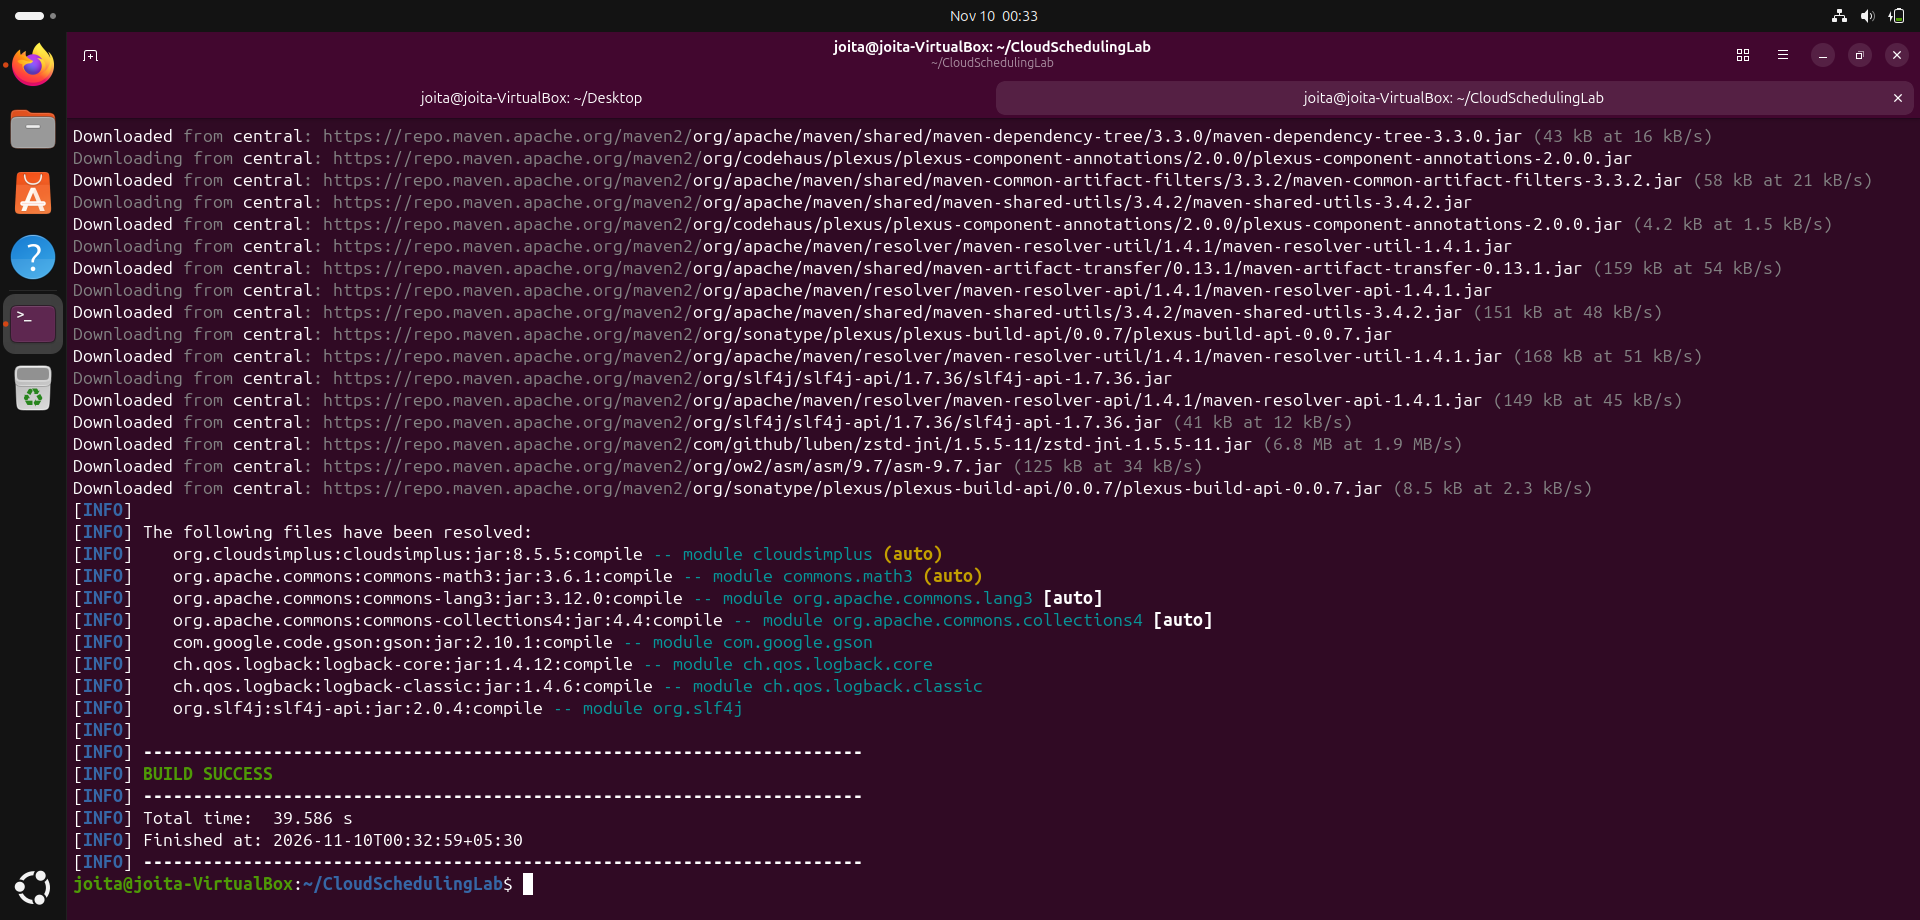 Nov 10 00:33
joita@joita-VirtualBox: ~/CloudSchedulingLab
~/CloudSchedulingLab
joita@joita-VirtualBox: ~/Desktop
joita@joita-VirtualBox: ~/CloudSchedulingLab
Downloaded from central: https://repo.maven.apache.org/maven2/org/apache/maven/shared/maven-dependency-tree/3.3.0/maven-dependency-tree-3.3.0.jar (43 kB at 16 kB/s)
Downloading from central: https://repo.maven.apache.org/maven2/org/codehaus/plexus/plexus-component-annotations/2.0.0/plexus-component-annotations-2.0.0.jar
Downloaded from central: https://repo.maven.apache.org/maven2/org/apache/maven/shared/maven-common-artifact-filters/3.3.2/maven-common-artifact-filters-3.3.2.jar (58 kB at 21 kB/s)
Downloading from central: https://repo.maven.apache.org/maven2/org/apache/maven/shared/maven-shared-utils/3.4.2/maven-shared-utils-3.4.2.jar
Downloaded from central: https://repo.maven.apache.org/maven2/org/codehaus/plexus/plexus-component-annotations/2.0.0/plexus-component-annotations-2.0.0.jar (4.2 kB at 1.5 kB/s)
Downloading from central: https://repo.maven.apache.org/maven2/org/apache/maven/resolver/maven-resolver-util/1.4.1/maven-resolver-util-1.4.1.jar
Downloaded from central: https://repo.maven.apache.org/maven2/org/apache/maven/shared/maven-artifact-transfer/0.13.1/maven-artifact-transfer-0.13.1.jar (159 kB at 54 kB/s)
Downloading from central: https://repo.maven.apache.org/maven2/org/apache/maven/resolver/maven-resolver-api/1.4.1/maven-resolver-api-1.4.1.jar
Downloaded from central: https://repo.maven.apache.org/maven2/org/apache/maven/shared/maven-shared-utils/3.4.2/maven-shared-utils-3.4.2.jar (151 kB at 48 kB/s)
Downloading from central: https://repo.maven.apache.org/maven2/org/sonatype/plexus/plexus-build-api/0.0.7/plexus-build-api-0.0.7.jar
Downloaded from central: https://repo.maven.apache.org/maven2/org/apache/maven/resolver/maven-resolver-util/1.4.1/maven-resolver-util-1.4.1.jar (168 kB at 51 kB/s)
Downloading from central: https://repo.maven.apache.org/maven2/org/slf4j/slf4j-api/1.7.36/slf4j-api-1.7.36.jar
Downloaded from central: https://repo.maven.apache.org/maven2/org/apache/maven/resolver/maven-resolver-api/1.4.1/maven-resolver-api-1.4.1.jar (149 kB at 45 kB/s)
Downloaded from central: https://repo.maven.apache.org/maven2/org/slf4j/slf4j-api/1.7.36/slf4j-api-1.7.36.jar (41 kB at 12 kB/s)
Downloaded from central: https://repo.maven.apache.org/maven2/com/github/luben/zstd-jni/1.5.5-11/zstd-jni-1.5.5-11.jar (6.8 MB at 1.9 MB/s)
Downloaded from central: https://repo.maven.apache.org/maven2/org/ow2/asm/asm/9.7/asm-9.7.jar (125 kB at 34 kB/s)
Downloaded from central: https://repo.maven.apache.org/maven2/org/sonatype/plexus/plexus-build-api/0.0.7/plexus-build-api-0.0.7.jar (8.5 kB at 2.3 kB/s)
[INFO]
[INFO] The following files have been resolved:
[INFO]    org.cloudsimplus:cloudsimplus:jar:8.5.5:compile -- module cloudsimplus (auto)
[INFO]    org.apache.commons:commons-math3:jar:3.6.1:compile -- module commons.math3 (auto)
[INFO]    org.apache.commons:commons-lang3:jar:3.12.0:compile -- module org.apache.commons.lang3 [auto]
[INFO]    org.apache.commons:commons-collections4:jar:4.4:compile -- module org.apache.commons.collections4 [auto]
[INFO]    com.google.code.gson:gson:jar:2.10.1:compile -- module com.google.gson
[INFO]    ch.qos.logback:logback-core:jar:1.4.12:compile -- module ch.qos.logback.core
[INFO]    ch.qos.logback:logback-classic:jar:1.4.6:compile -- module ch.qos.logback.classic
[INFO]    org.slf4j:slf4j-api:jar:2.0.4:compile -- module org.slf4j
[INFO]
[INFO] ------------------------------------------------------------------------
[INFO] BUILD SUCCESS
[INFO] ------------------------------------------------------------------------
[INFO] Total time:  39.586 s
[INFO] Finished at: 2026-11-10T00:32:59+05:30
[INFO] ------------------------------------------------------------------------
joita@joita-VirtualBox:~/CloudSchedulingLab$